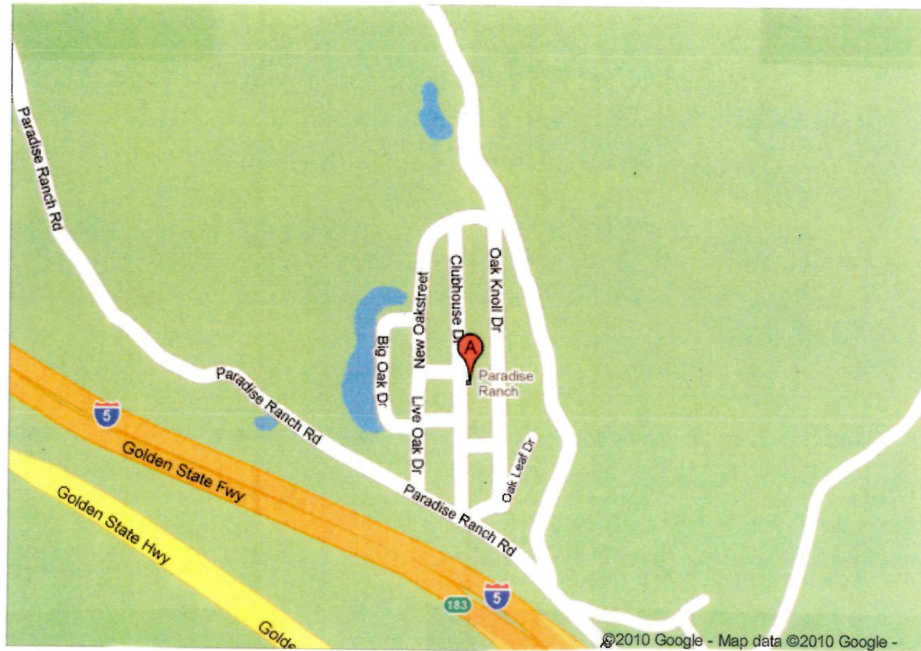 Paradise Ranch Rd
New Oakstreet
Clubhouse Dr
Oak Knoll Dr
A
Big Oak Dr
Paradise
Ranch
Paradise Ranch Rd
Live Oak Dr
5
Oak Leaf Dr
Golden State Fwy
Paradise Ranch Rd
Golden State Hwy
5
183
Golde
©2010 Google - Map data ©2010 Google -